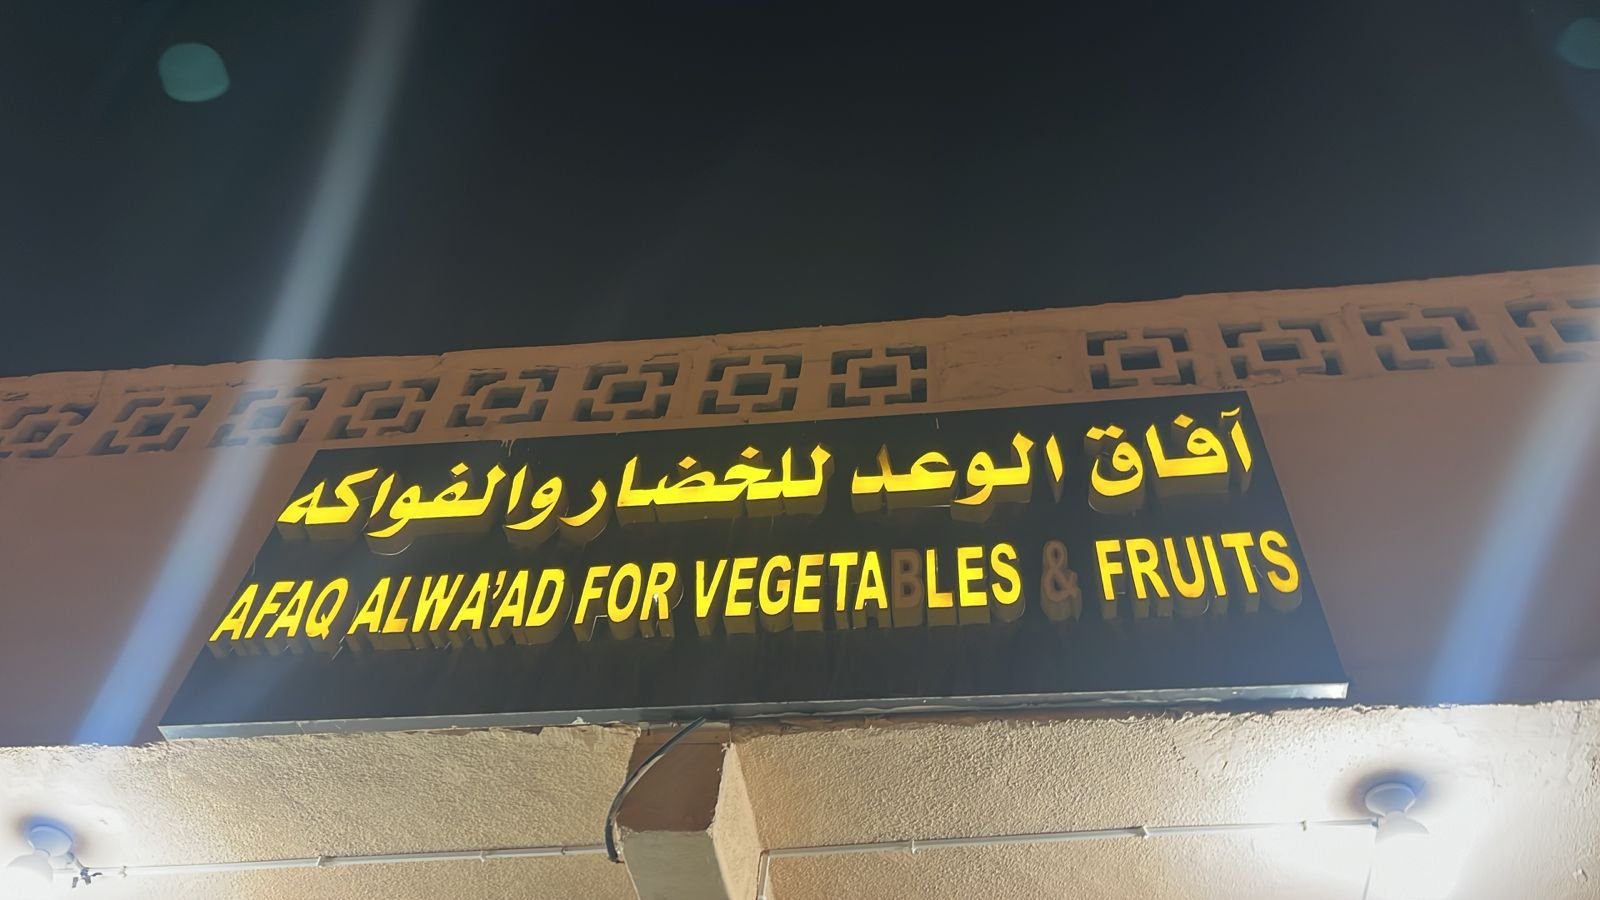 آفاق الوعد للخضار والفواكه
AFAQ ALWA'AD FOR VEGETABLES & FRUITS